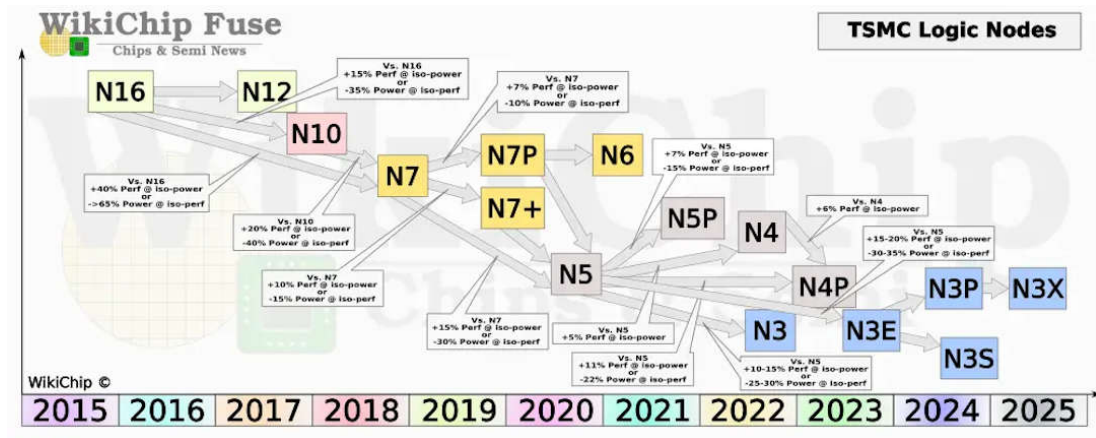 WikiChip Fuse
Chips & Semi News
TSMC Logic Nodes
N16
N12
N10
Vs. N16
+15% Perf @ iso-power
or
-35% Power @ iso-perf
Vs. N7
+7% Perf @ iso-power
or
-10% Power @ iso-perf
N7
N7P
N6
N7+
Vs. N5
+7% Perf @ iso-power
or
-15% Power @ iso-perf
Vs. N16
+40% Perf @ iso-power
or
->65% Power @ iso-perf
Vs. N10
+20% Perf @ iso-power
or
-40% Power @ iso-perf
Vs. N7
+10% Perf @ iso-power
or
-15% Power @ iso-perf
N5P
N4
Vs. N4
+6% Perf @ iso-power
Vs. N5
+15-20% Perf @ iso-power
or
-30-35% Power @ iso-perf
N5
N4P
N3P
N3X
Vs. N7
+15% Perf @ iso-power
or
-30% Power @ iso-perf
Vs. N5
+5% Perf @ iso-power
N3
N3E
N3S
Vs. N5
+11% Perf @ iso-power
or
-22% Power @ iso-perf
Vs. N5
+10-15% Perf @ iso-power
or
-25-30% Power @ iso-perf
WikiChip
Chips & Semi
WikiChip ©
2015 2016 2017 2018 2019 2020 2021 2022 2023 2024 2025